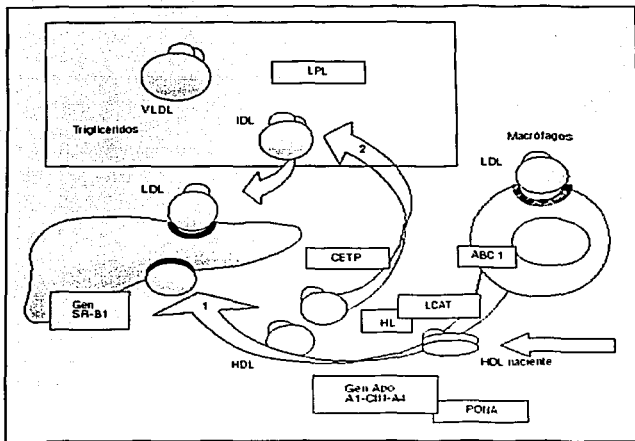 LPL
VLDL
Triglicéridos
IDL
2
Macrófagos
LDL
LDL
CETP
ABC 1
Gen
SR-B1
1
LCAT
HL
HDL
HDL naciente
Gen Apo
A1-CIII-A4
PONA